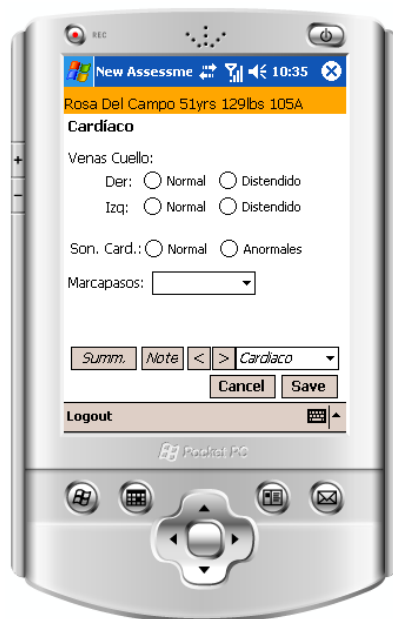 REC
New Assessme 10:35
Rosa Del Campo 51yrs 129lbs 105A
Cardíaco
Venas Cuello:
Der: Normal Distendido
Izq: Normal Distendido
Son. Card.: Normal Anormales
Marcapasos:
Summ. Note < > Cardiaco
Cancel Save
Logout
Pocket PC
+
-